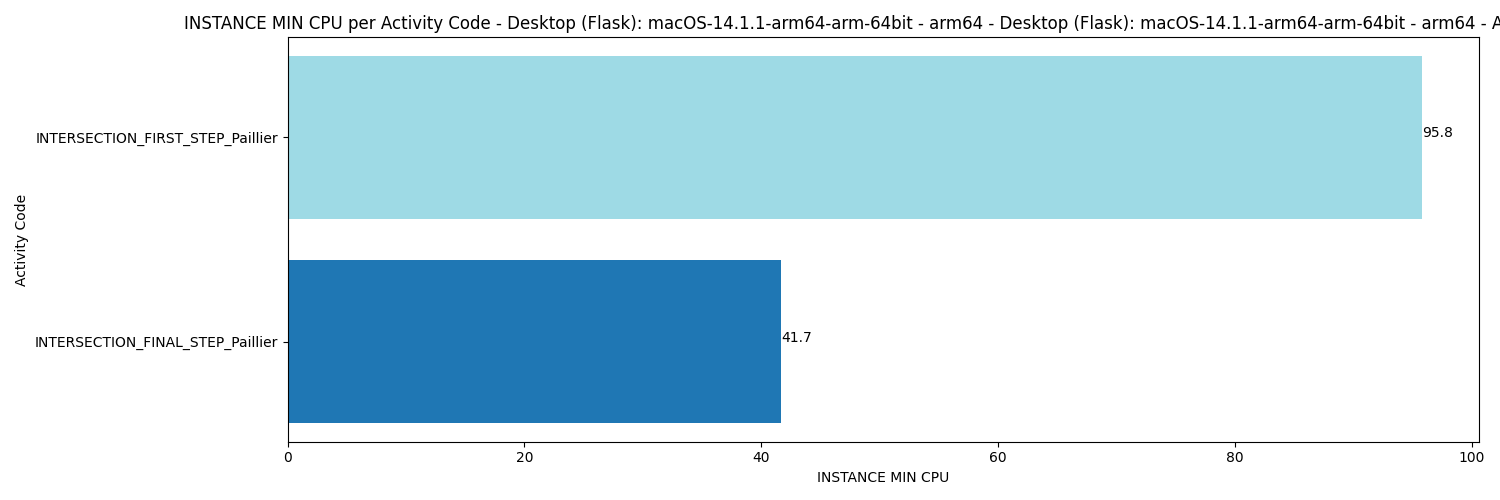 INSTANCE MIN CPU per Activity Code - Desktop (Flask): macOS-14.1.1-arm64-arm-64bit - arm64 - Desktop (Flask): macOS-14.1.1-arm64-arm-64bit - arm64 - A
INTERSECTION_FIRST_STEP_Paillier
95.8
Activity Code
INTERSECTION_FINAL_STEP_Paillier
41.7
0 20 40 60 80 100
INSTANCE MIN CPU